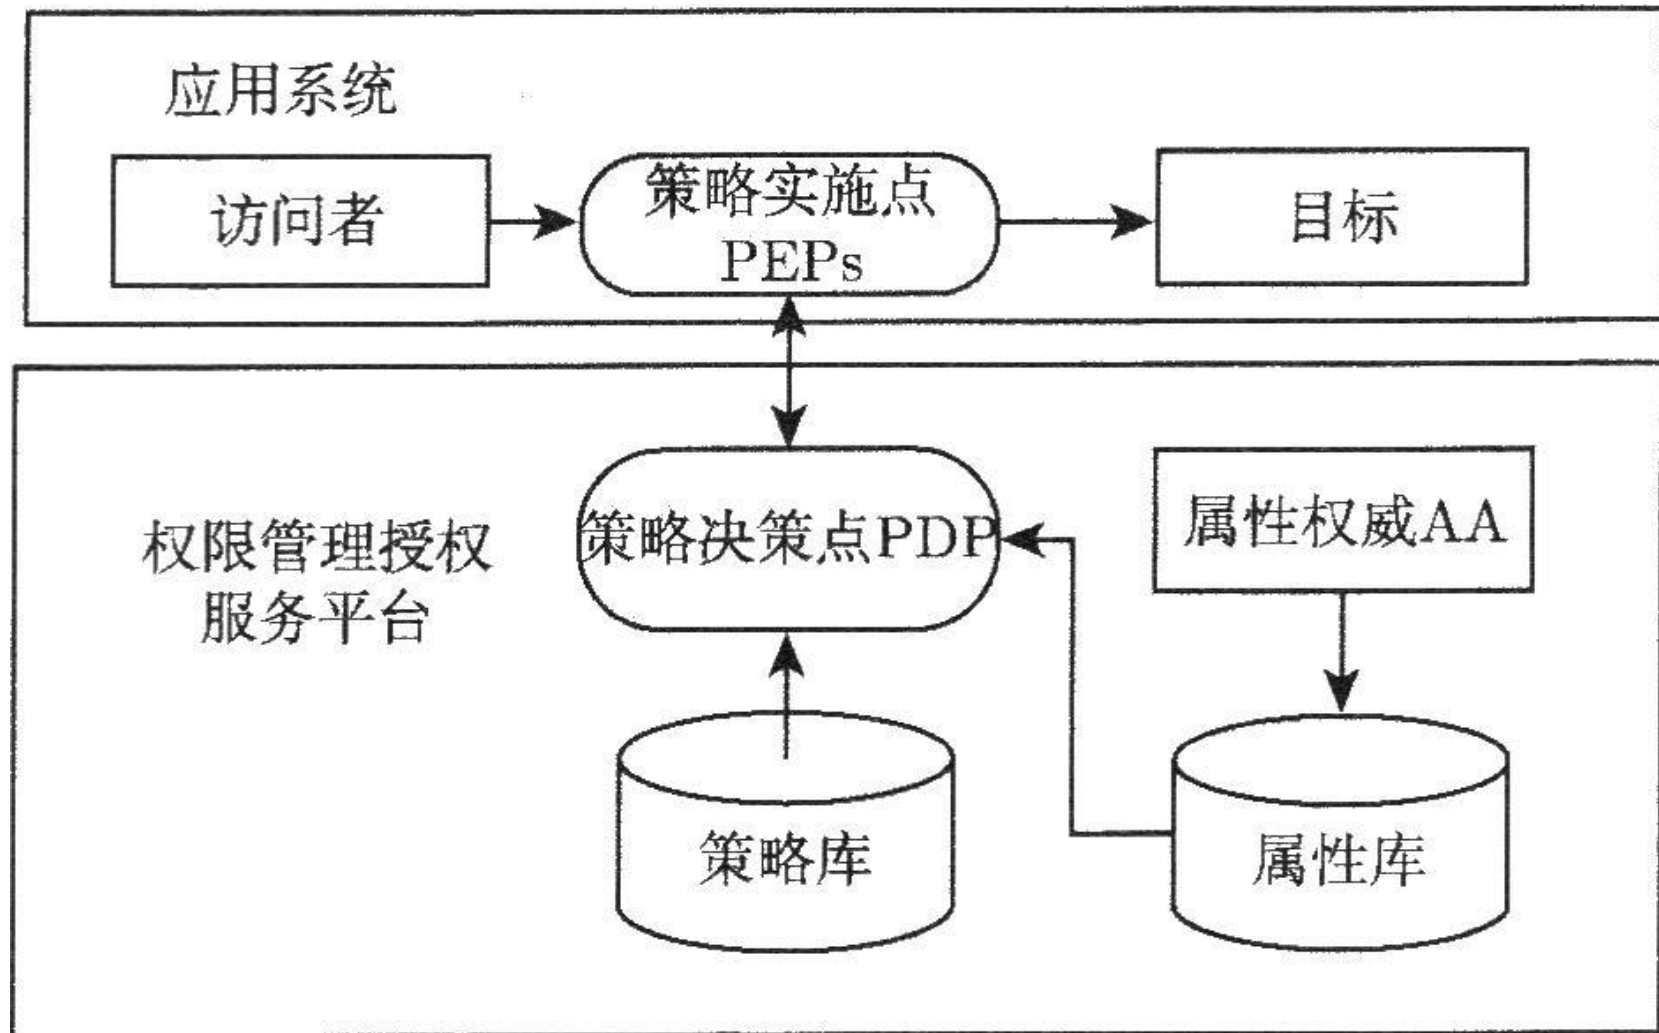 应用系统
访问者
策略实施点
PEPs
目标
策略决策点PDP
属性权威AA
权限管理授权
服务平台
策略库
属性库